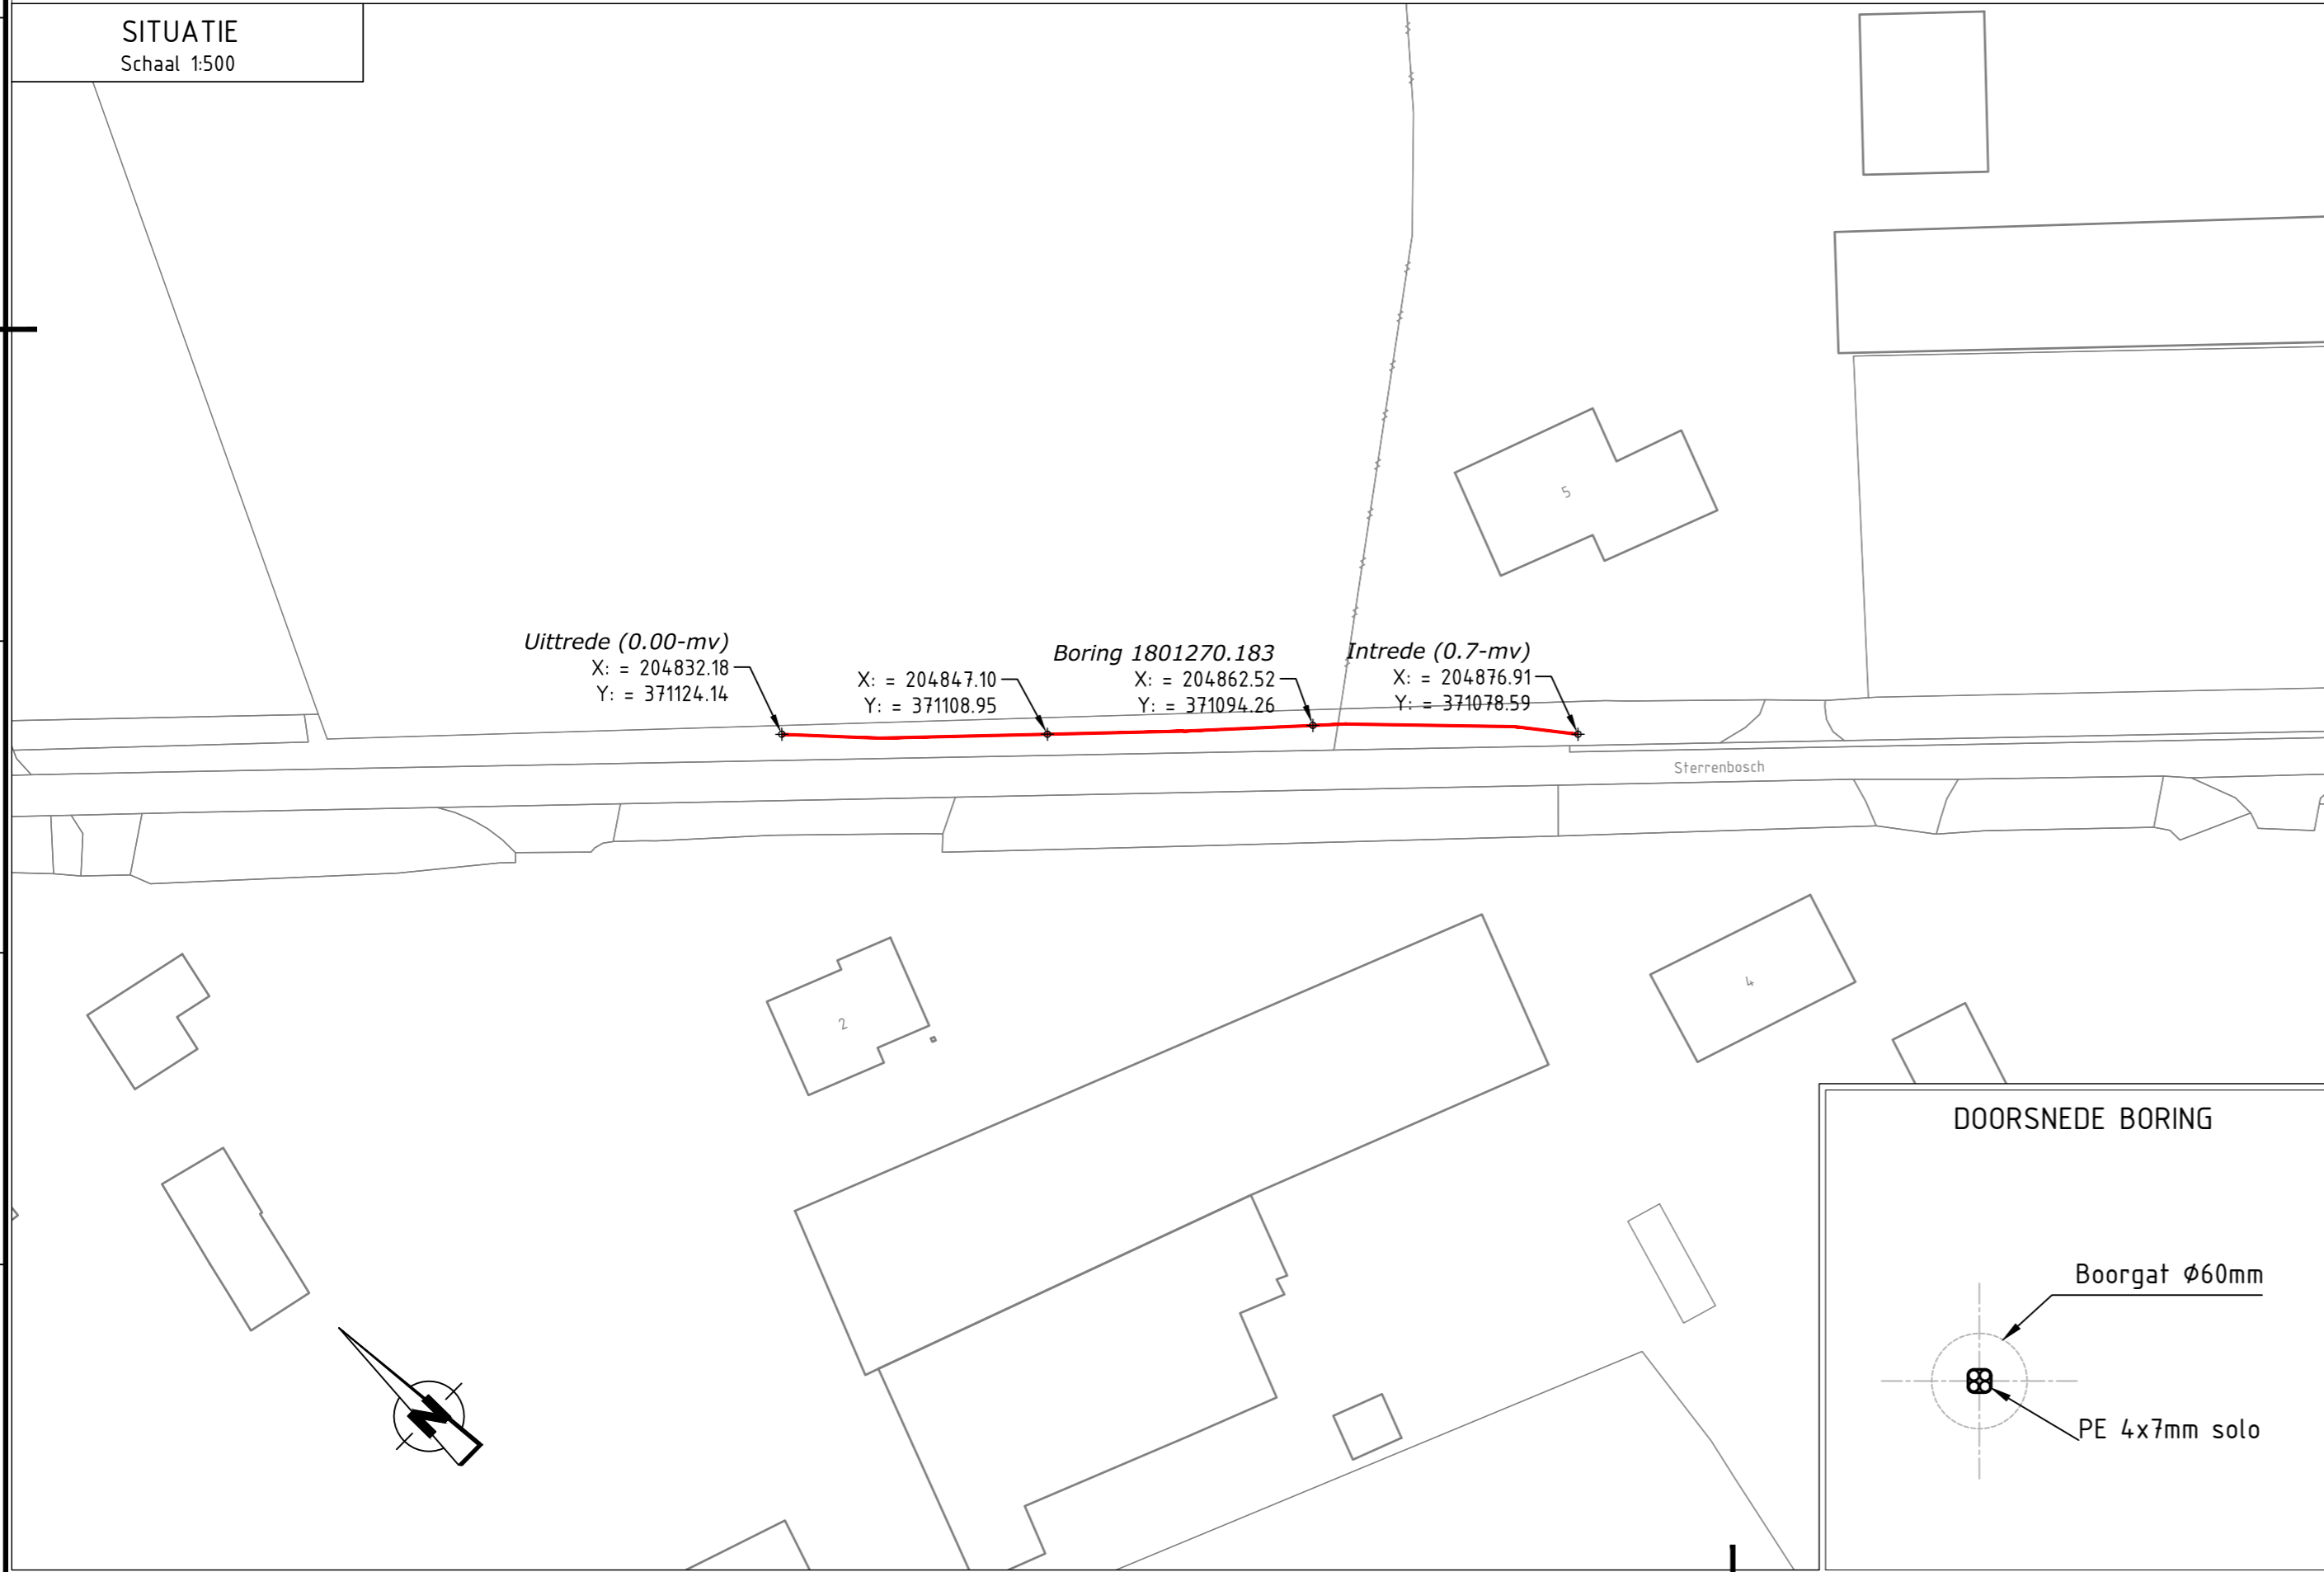 SITUATIE
Schaal 1:500
5
Uittrede (0.00-mv)
X: = 204832.18
Y: = 371124.14
X: = 204847.10
Y: = 371108.95
Boring 1801270.183
X: = 204862.52
Y: = 371094.26
Intrede (0.7-mv)
X: = 204876.91
Y: = 371078.59
Sterrenbosch
2
4
N
DOORSNEDE BORING
Boorgat Ø60mm
PE 4x7mm solo